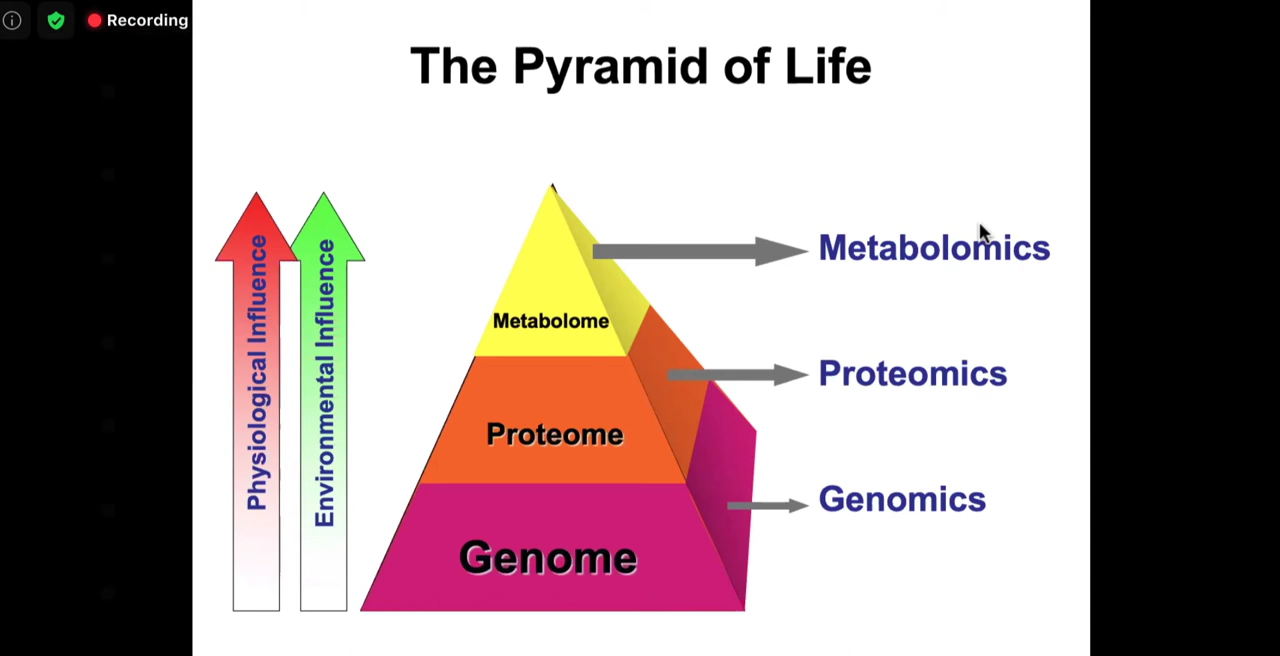 Recording
The Pyramid of Life
Physiological Influence
Environmental Influence
Metabolome
Proteome
Genome
Metabolomics
Proteomics
Genomics